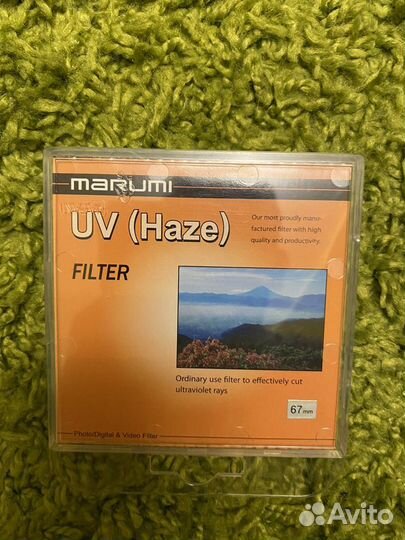 marumi
UV (Haze)
Our most proudly manu-
factured filter with high
quality and productivity.
FILTER
Ordinary use filter to effectively cut
ultraviolet rays
67mm
Photo/Digital & Video Filter
Avito